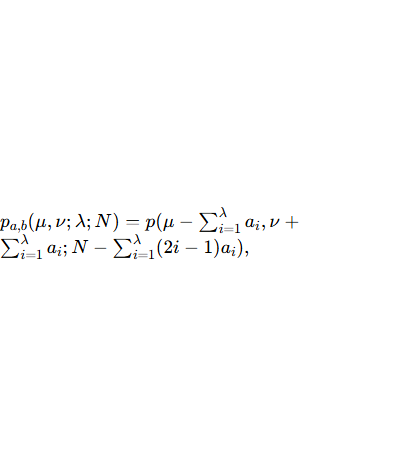 $p_{a,b}(\mu, \nu; \lambda; N) = p(\mu - \sum_{i=1}^{\lambda} a_i, \nu +$
$\sum_{i=1}^{\lambda} a_i; N - \sum_{i=1}^{\lambda} (2i - 1)a_i),$